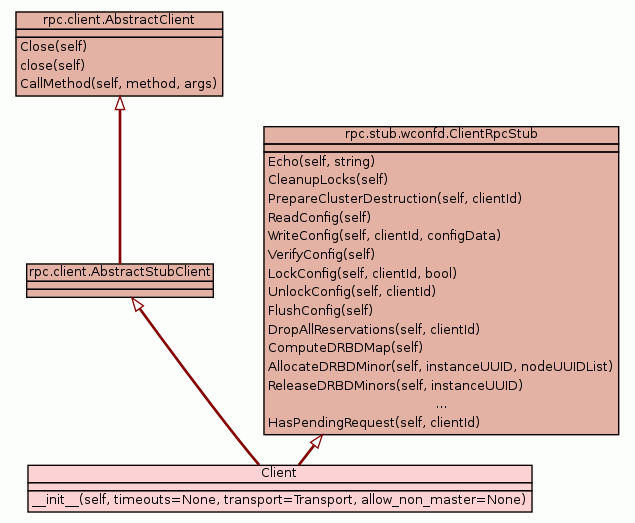 rpc.client.AbstractClient
Close(self)
close(self)
CallMethod(self, method, args)
rpc.stub.wconfd.ClientRpcStub
Echo(self, string)
CleanupLocks(self)
PrepareClusterDestruction(self, clientId)
ReadConfig(self)
WriteConfig(self, clientId, configData)
VerifyConfig(self)
LockConfig(self, clientId, bool)
UnlockConfig(self, clientId)
FlushConfig(self)
DropAllReservations(self, clientId)
ComputeDRBDMap(self)
AllocateDRBDMinor(self, instanceUUID, nodeUUIDList)
ReleaseDRBDMinors(self, instanceUUID)
...
HasPendingRequest(self, clientId)
rpc.client.AbstractStubClient
Client
__init__(self, timeouts=None, transport=Transport, allow_non_master=None)